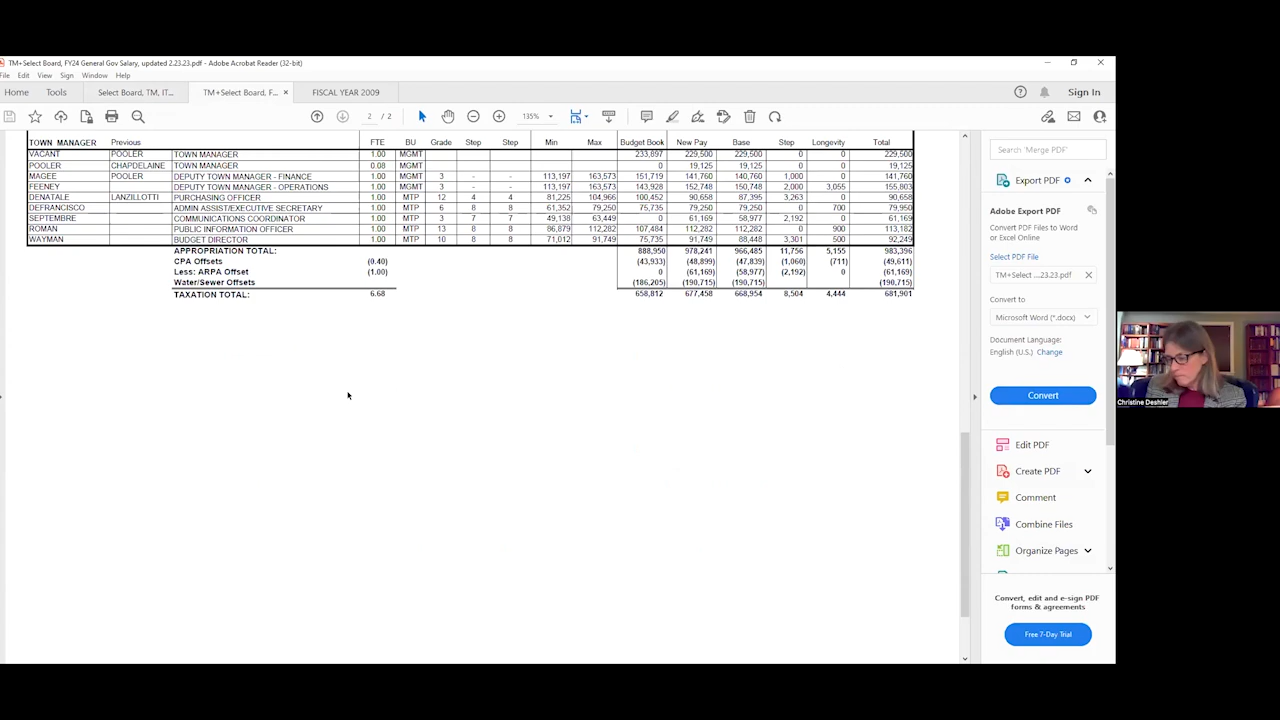 TM+Select Board, FY24 General Gov Salary, updated 2.23.23.pdf - Adobe Acrobat Reader (32-bit)
File Edit View Sign Window Help
Home Tools Select Board, TM, IT... TM+Select Board, F... × FISCAL YEAR 2009 Sign In
2 / 2 135%
TOWN MANAGER Previous FTE BU Grade Step Step Min Max Budget Book New Pay Base Step Longevity Total
VACANT POOLER TOWN MANAGER 1.00 MGMT 233,897 229,500 229,500 0 0 229,500
POOLER CHAPDELAINE TOWN MANAGER 0.08 MGMT 0 19,125 19,125 0 0 19,125
MAGEE POOLER DEPUTY TOWN MANAGER - FINANCE 1.00 MGMT 3 - - 113,197 163,573 151,719 141,760 140,760 1,000 0 141,760
FEENEY DEPUTY TOWN MANAGER - OPERATIONS 1.00 MGMT 3 - - 113,197 163,573 143,928 152,748 150,748 2,000 3,055 155,803
DENATALE LANZILLOTTI PURCHASING OFFICER 1.00 MTP 12 4 4 81,225 104,966 100,452 90,658 87,395 3,263 0 90,658
DEFRANCISCO ADMIN ASSIST/EXECUTIVE SECRETARY 1.00 MTP 6 8 8 61,352 79,250 75,735 79,250 79,250 0 700 79,950
SEPTEMBRE COMMUNICATIONS COORDINATOR 1.00 MTP 3 7 7 49,138 63,449 0 61,169 58,977 2,192 0 61,169
ROMAN PUBLIC INFORMATION OFFICER 1.00 MTP 13 8 8 86,879 112,282 107,484 112,282 112,282 0 900 113,182
WAYMAN BUDGET DIRECTOR 1.00 MTP 10 8 8 71,012 91,749 75,735 91,749 88,448 3,301 500 92,249
APPROPRIATION TOTAL: 888,950 978,241 966,485 11,756 5,155 983,396
CPA Offsets (0.40) (43,933) (48,899) (47,839) (1,060) (711) (49,611)
Less: ARPA Offset (1.00) 0 (61,169) (58,977) (2,192) 0 (61,169)
Water/Sewer Offsets (186,205) (190,715) (190,715) (190,715)
TAXATION TOTAL: 6.68 658,812 677,458 668,954 8,504 4,444 681,901
Search 'Merge PDF'
Export PDF
Adobe Export PDF
Convert PDF Files to Word
or Excel Online
Select PDF File
TM+Select ...23.23.pdf ×
Convert to
Microsoft Word (*.docx)
Document Language:
English (U.S.) Change
Convert
Edit PDF
Create PDF
Comment
Combine Files
Organize Pages
Convert, edit and e-sign PDF
forms & agreements
Free 7-Day Trial
Christine Deshler